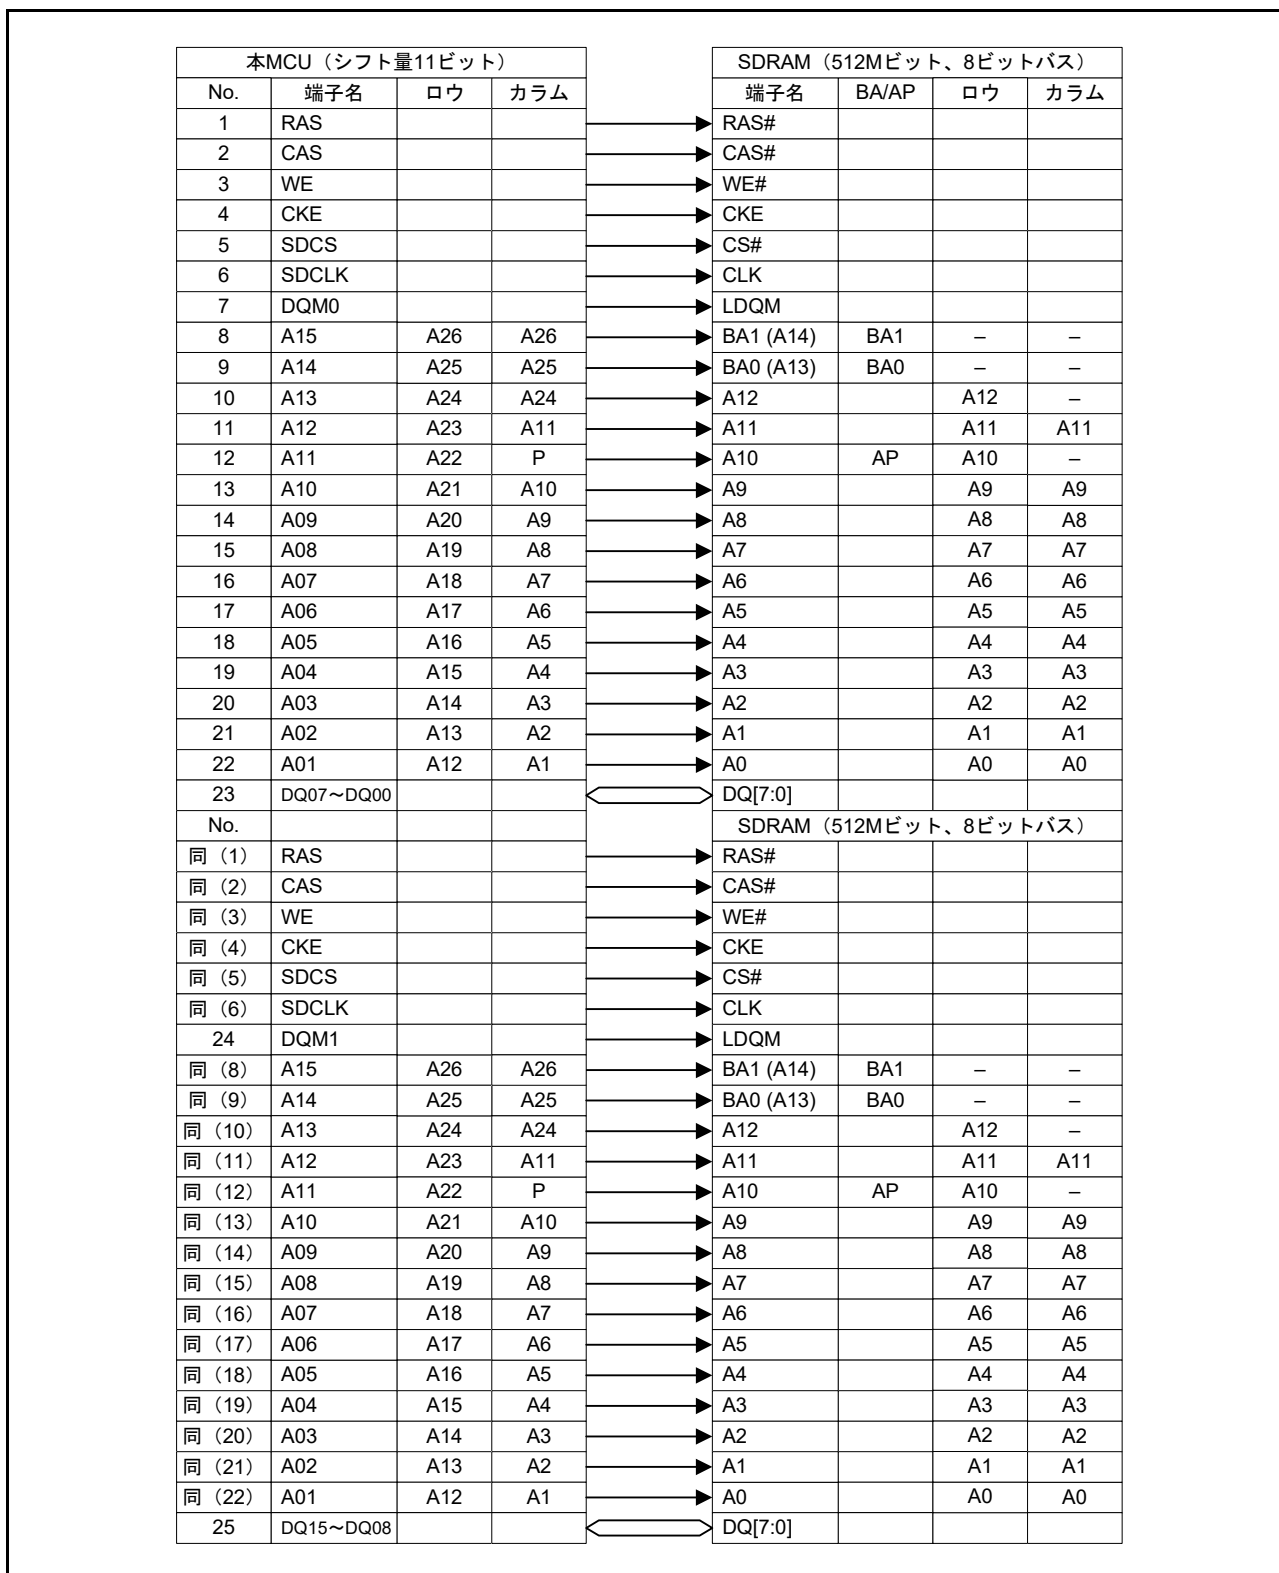 本MCU（シフト量11ビット） SDRAM（512Mビット、8ビットバス）
No. 端子名 ロウ カラム 端子名 BA/AP ロウ カラム
1 RAS RAS#
2 CAS CAS#
3 WE WE#
4 CKE CKE
5 SDCS CS#
6 SDCLK CLK
7 DQM0 LDQM
8 A15 A26 A26 BA1 (A14) BA1 – –
9 A14 A25 A25 BA0 (A13) BA0 – –
10 A13 A24 A24 A12 A12 –
11 A12 A23 A11 A11 A11 A11
12 A11 A22 P A10 AP A10 –
13 A10 A21 A10 A9 A9 A9
14 A09 A20 A9 A8 A8 A8
15 A08 A19 A8 A7 A7 A7
16 A07 A18 A7 A6 A6 A6
17 A06 A17 A6 A5 A5 A5
18 A05 A16 A5 A4 A4 A4
19 A04 A15 A4 A3 A3 A3
20 A03 A14 A3 A2 A2 A2
21 A02 A13 A2 A1 A1 A1
22 A01 A12 A1 A0 A0 A0
23 DQ07～DQ00 DQ[7:0]
No. SDRAM（512Mビット、8ビットバス）
同（1） RAS RAS#
同（2） CAS CAS#
同（3） WE WE#
同（4） CKE CKE
同（5） SDCS CS#
同（6） SDCLK CLK
24 DQM1 LDQM
同（8） A15 A26 A26 BA1 (A14) BA1 – –
同（9） A14 A25 A25 BA0 (A13) BA0 – –
同（10） A13 A24 A24 A12 A12 –
同（11） A12 A23 A11 A11 A11 A11
同（12） A11 A22 P A10 AP A10 –
同（13） A10 A21 A10 A9 A9 A9
同（14） A09 A20 A9 A8 A8 A8
同（15） A08 A19 A8 A7 A7 A7
同（16） A07 A18 A7 A6 A6 A6
同（17） A06 A17 A6 A5 A5 A5
同（18） A05 A16 A5 A4 A4 A4
同（19） A04 A15 A4 A3 A3 A3
同（20） A03 A14 A3 A2 A2 A2
同（21） A02 A13 A2 A1 A1 A1
同（22） A01 A12 A1 A0 A0 A0
25 DQ15～DQ08 DQ[7:0]